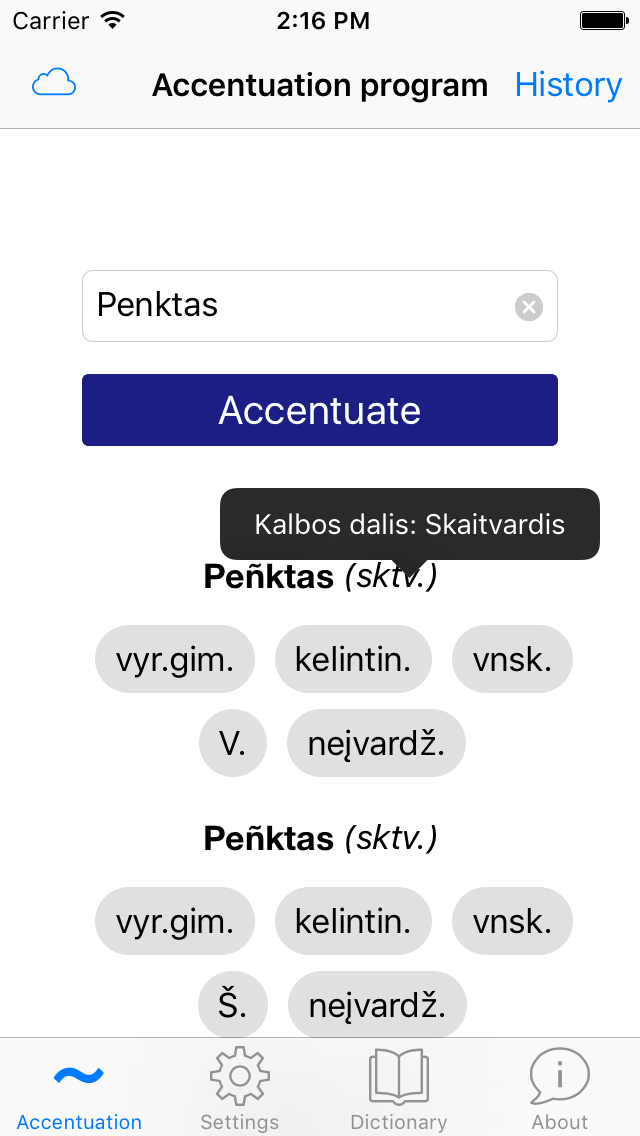 Carrier 2:16 PM
Accentuation program History
Penktas
Accentuate
Kalbos dalis: Skaitvardis
Peñktas (sktv.)
vyr.gim. kelintin. vnsk.
V. neįvardž.
Peñktas (sktv.)
vyr.gim. kelintin. vnsk.
Š. neįvardž.
Accentuation Settings Dictionary About